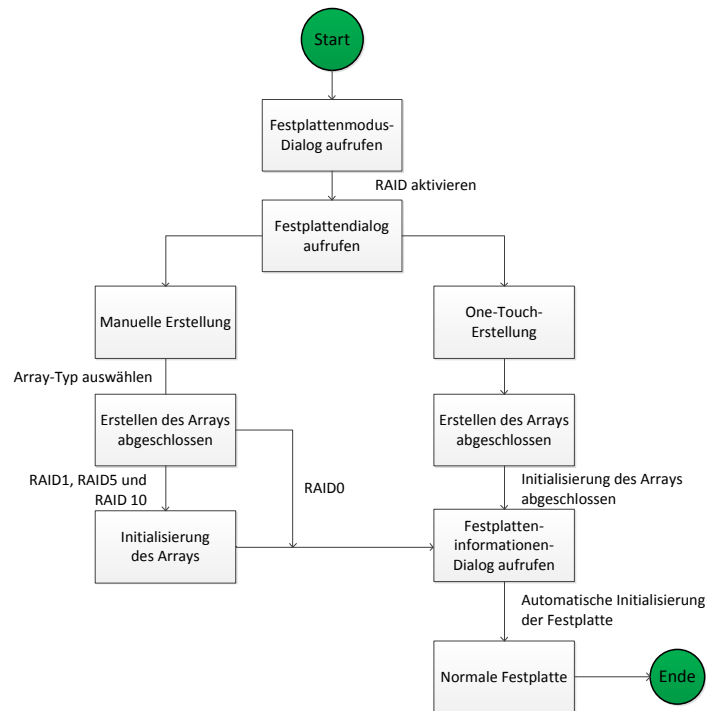 Start
Festplattenmodus-
Dialog aufrufen
RAID aktivieren
Festplattendialog
aufrufen
Manuelle Erstellung
One-Touch-
Erstellung
Array-Typ auswählen
Erstellen des Arrays
abgeschlossen
Erstellen des Arrays
abgeschlossen
RAID1, RAID5 und
RAID 10
RAID0
Initialisierung des Arrays
abgeschlossen
Initialisierung
des Arrays
Festplatten-
informationen-
Dialog aufrufen
Automatische Initialisierung
der Festplatte
Normale Festplatte
Ende